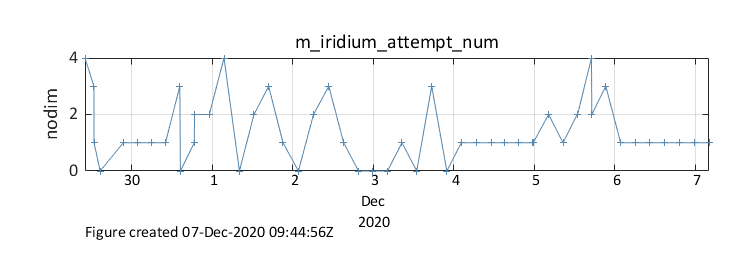 m_iridium_attempt_num
nodim
4
2
0
30 1 2 3 4 5 6 7
Dec
2020
Figure created 07-Dec-2020 09:44:56Z